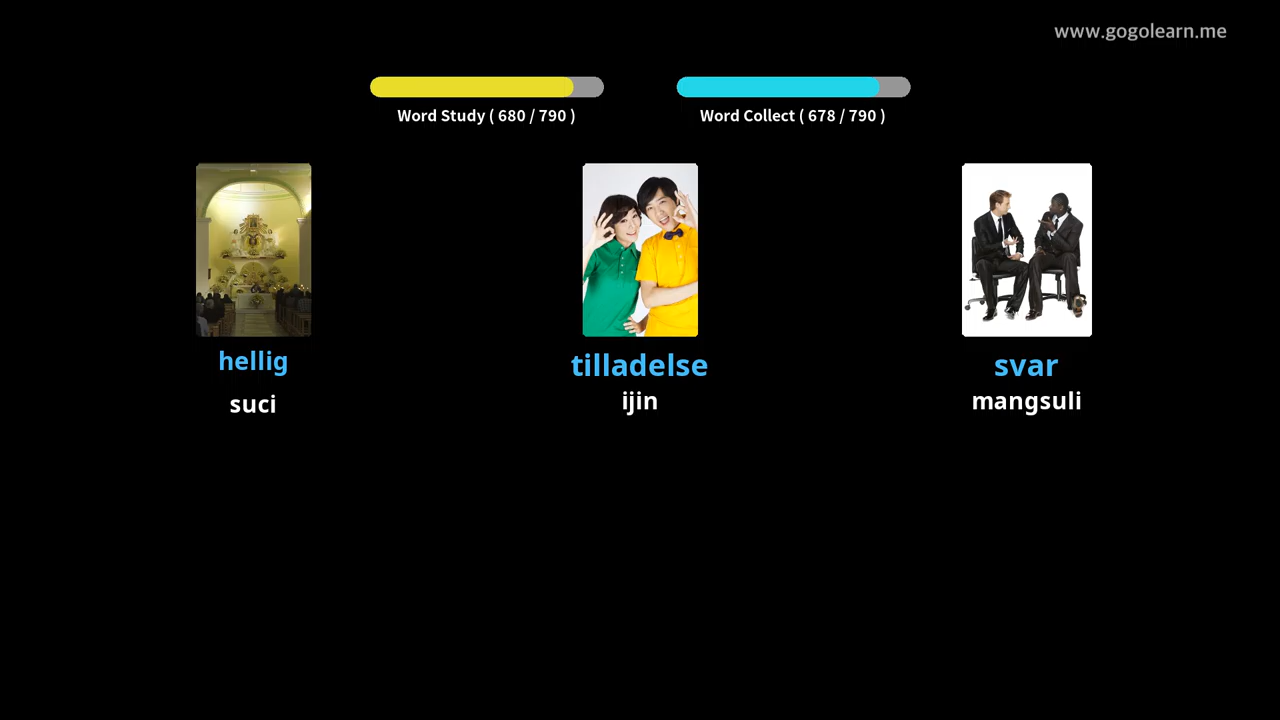 www.gogolearn.me
Word Study ( 680 / 790 )
Word Collect ( 678 / 790 )
hellig
tilladelse
svar
suci
ijin
mangsuli